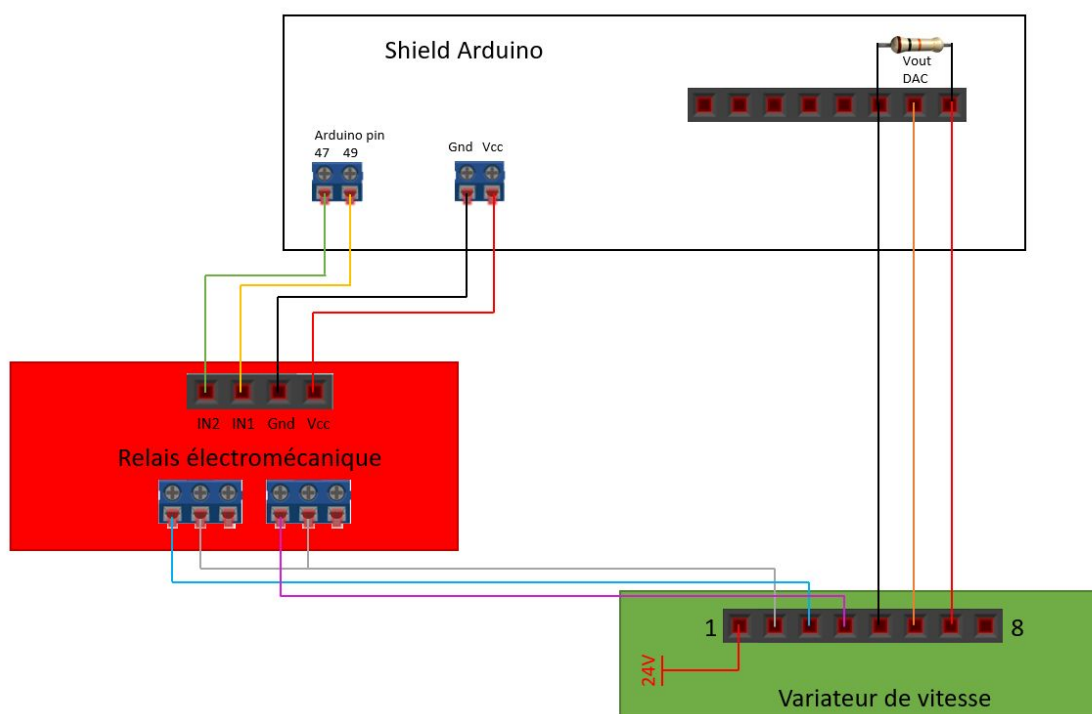 Shield Arduino
Vout
DAC
Arduino pin
47 49
Gnd Vcc
IN2 IN1 Gnd Vcc
Relais électromécanique
1 8
24V
Variateur de vitesse